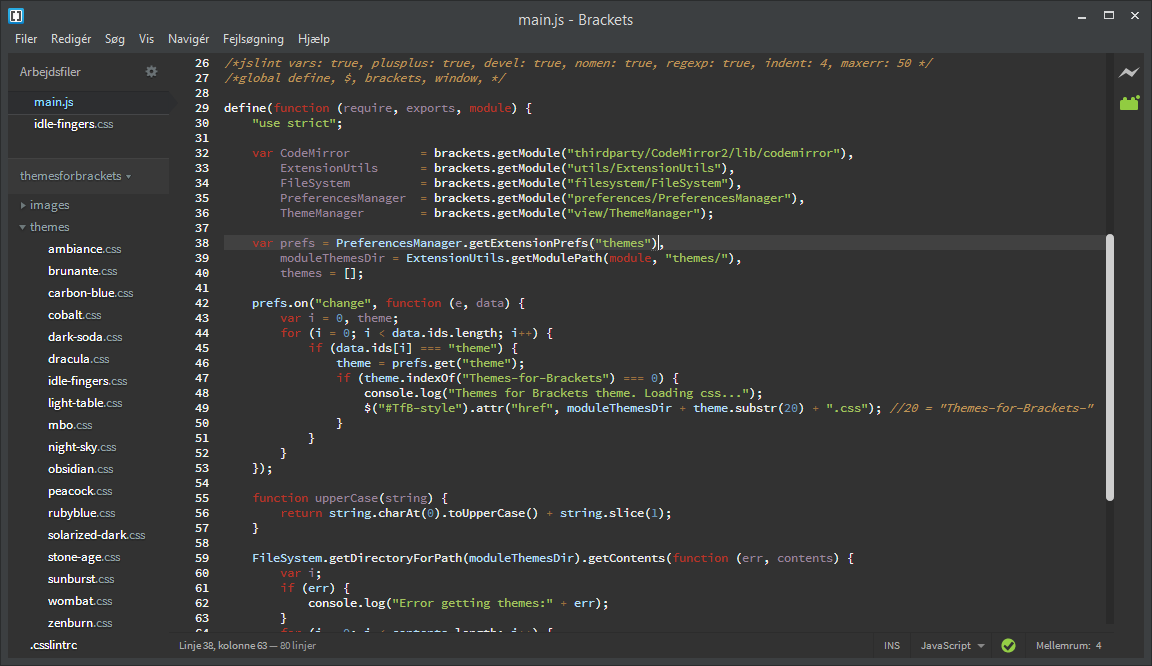 main.js - Brackets
Filer Redigér Søg Vis Navigér Fejlsøgning Hjælp
Arbejdsfiler
main.js
idle-fingers.css
themesforbrackets
images
themes
ambiance.css
brunante.css
carbon-blue.css
cobalt.css
dark-soda.css
dracula.css
idle-fingers.css
light-table.css
mbo.css
night-sky.css
obsidian.css
peacock.css
rubyblue.css
solarized-dark.css
stone-age.css
sunburst.css
wombat.css
zenburn.css
.csslintrc
26 /*jslint vars: true, plusplus: true, devel: true, nomen: true, regexp: true, indent: 4, maxerr: 50 */
27 /*global define, $, brackets, window, */
28
29 define(function (require, exports, module) {
30     "use strict";
31
32     var CodeMirror          = brackets.getModule("thirdparty/CodeMirror2/lib/codemirror"),
33         ExtensionUtils      = brackets.getModule("utils/ExtensionUtils"),
34         FileSystem          = brackets.getModule("filesystem/FileSystem"),
35         PreferencesManager  = brackets.getModule("preferences/PreferencesManager"),
36         ThemeManager        = brackets.getModule("view/ThemeManager");
37
38     var prefs = PreferencesManager.getExtensionPrefs("themes"),
39         moduleThemesDir = ExtensionUtils.getModulePath(module, "themes/"),
40         themes = [];
41
42     prefs.on("change", function (e, data) {
43         var i = 0, theme;
44         for (i = 0; i < data.ids.length; i++) {
45             if (data.ids[i] === "theme") {
46                 theme = prefs.get("theme");
47                 if (theme.indexOf("Themes-for-Brackets") === 0) {
48                     console.log("Themes for Brackets theme. Loading css...");
49                     $("#TfB-style").attr("href", moduleThemesDir + theme.substr(20) + ".css"); //20 = "Themes-for-Brackets-"
50                 }
51             }
52         }
53     });
54
55     function upperCase(string) {
56         return string.charAt(0).toUpperCase() + string.slice(1);
57     }
58
59     FileSystem.getDirectoryForPath(moduleThemesDir).getContents(function (err, contents) {
60         var i;
61         if (err) {
62             console.log("Error getting themes:" + err);
63         }
64         for (i = 0; i < contents.length; i++) {
Linje 38, kolonne 63 — 80 linjer
INS JavaScript Mellemrum: 4